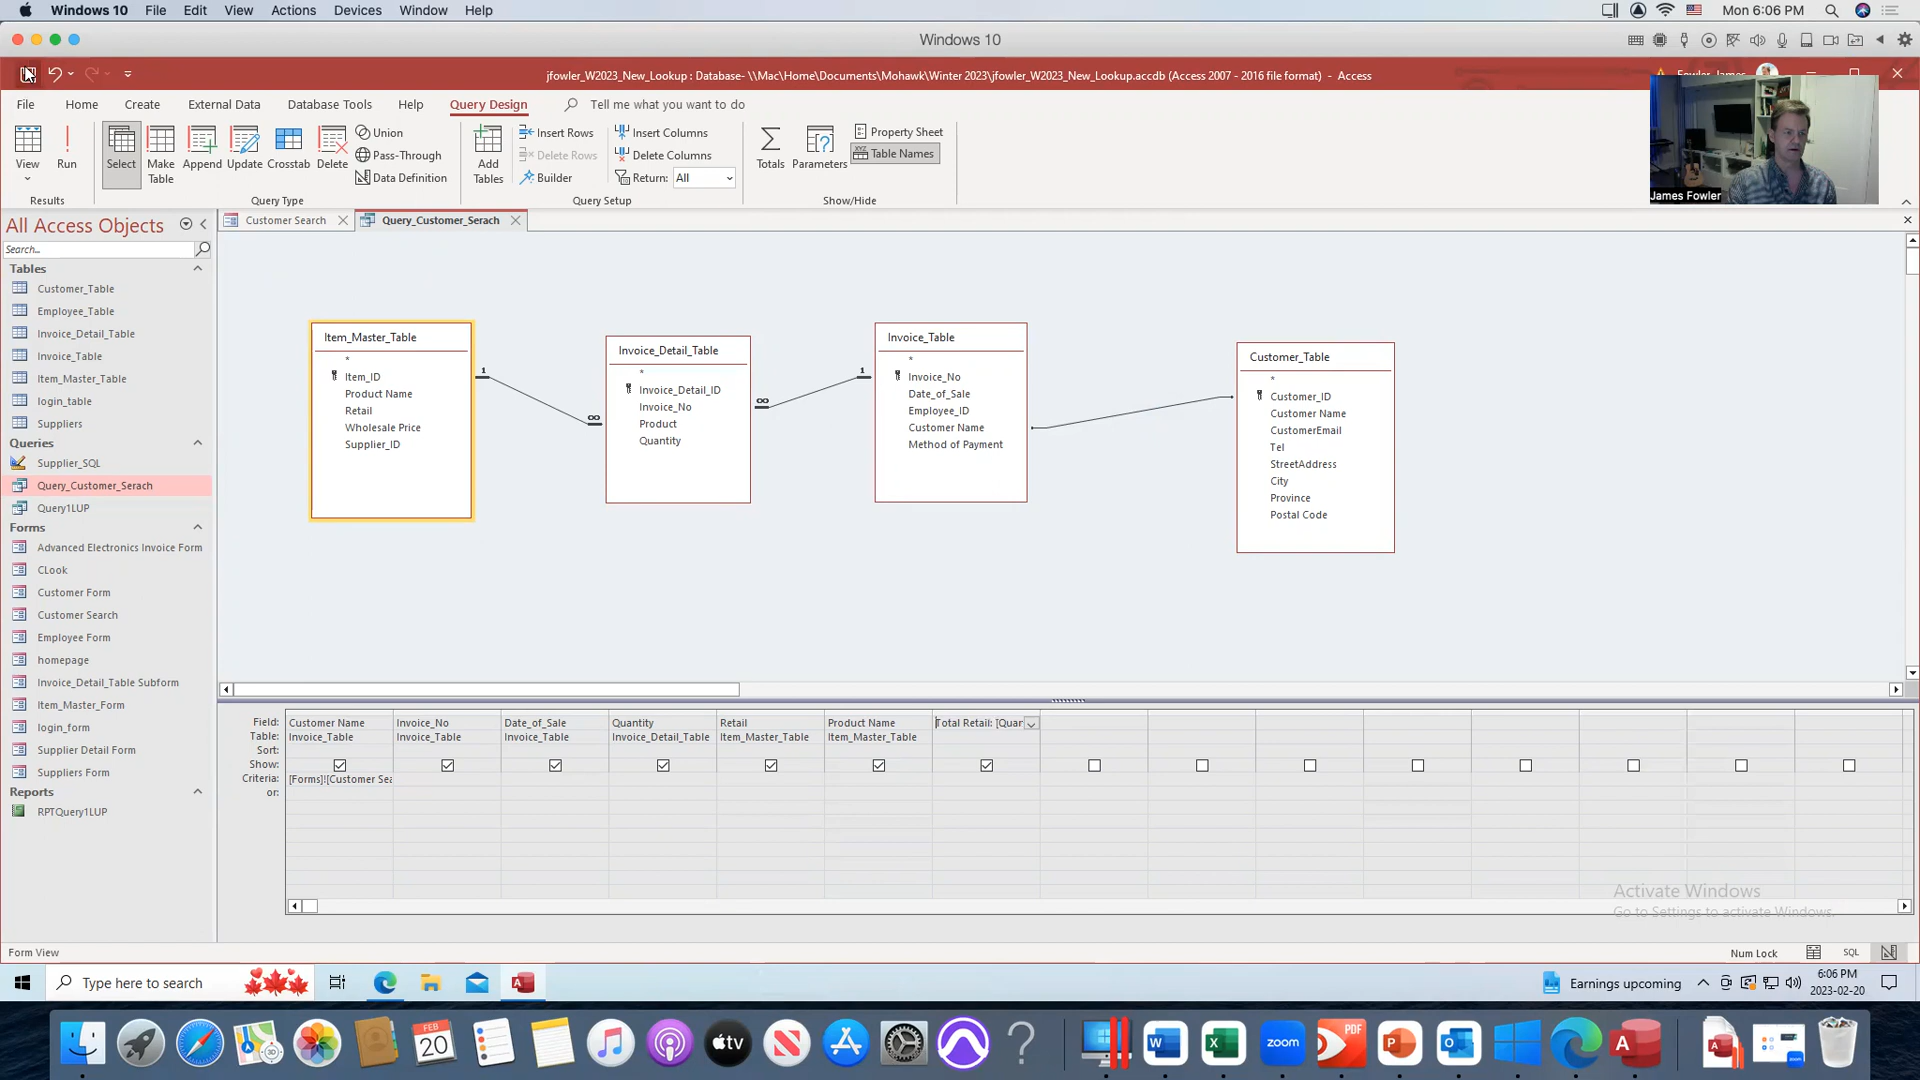 Windows 10 File Edit View Actions Devices Window Help Mon 6:06 PM
Windows 10
jfowler_W2023_New_Lookup : Database- \\Mac\Home\Documents\Mohawk\Winter 2023\jfowler_W2023_New_Lookup.accdb (Access 2007 - 2016 file format) - Access
File Home Create External Data Database Tools Help Query Design Tell me what you want to do
View
Run
Select
Make Table
Append
Update
Crosstab
Delete
Union
Pass-Through
Data Definition
Add Tables
Insert Rows
Delete Rows
Builder
Insert Columns
Delete Columns
Return: All
Totals
Parameters
Property Sheet
XYZ
Table Names
Results
Query Type
Query Setup
Show/Hide
James Fowler
All Access Objects
Search...
Customer Search
Query_Customer_Serach
Tables
Customer_Table
Employee_Table
Invoice_Detail_Table
Invoice_Table
Item_Master_Table
login_table
Suppliers
Queries
Supplier_SQL
Query_Customer_Serach
Query1LUP
Forms
Advanced Electronics Invoice Form
CLook
Customer Form
Customer Search
Employee Form
homepage
Invoice_Detail_Table Subform
Item_Master_Form
login_form
Supplier Detail Form
Suppliers Form
Reports
RPTQuery1LUP
Item_Master_Table
*
Item_ID
Product Name
Retail
Wholesale Price
Supplier_ID
1
∞
Invoice_Detail_Table
*
Invoice_Detail_ID
Invoice_No
Product
Quantity
∞
1
Invoice_Table
*
Invoice_No
Date_of_Sale
Employee_ID
Customer Name
Method of Payment
Customer_Table
*
Customer_ID
Customer Name
CustomerEmail
Tel
StreetAddress
City
Province
Postal Code
Field: Customer Name Invoice_No Date_of_Sale Quantity Retail Product Name Total Retail: [Quar
Table: Invoice_Table Invoice_Table Invoice_Table Invoice_Detail_Table Item_Master_Table Item_Master_Table
Sort:
Show:
Criteria: [Forms]![Customer Sea
or:
Activate Windows
Go to Settings to activate Windows.
Form View
Num Lock
SQL
Type here to search
Earnings upcoming
6:06 PM
2023-02-20
FEB
20
tv
W
X
zoom
PDF
P
O
A
A